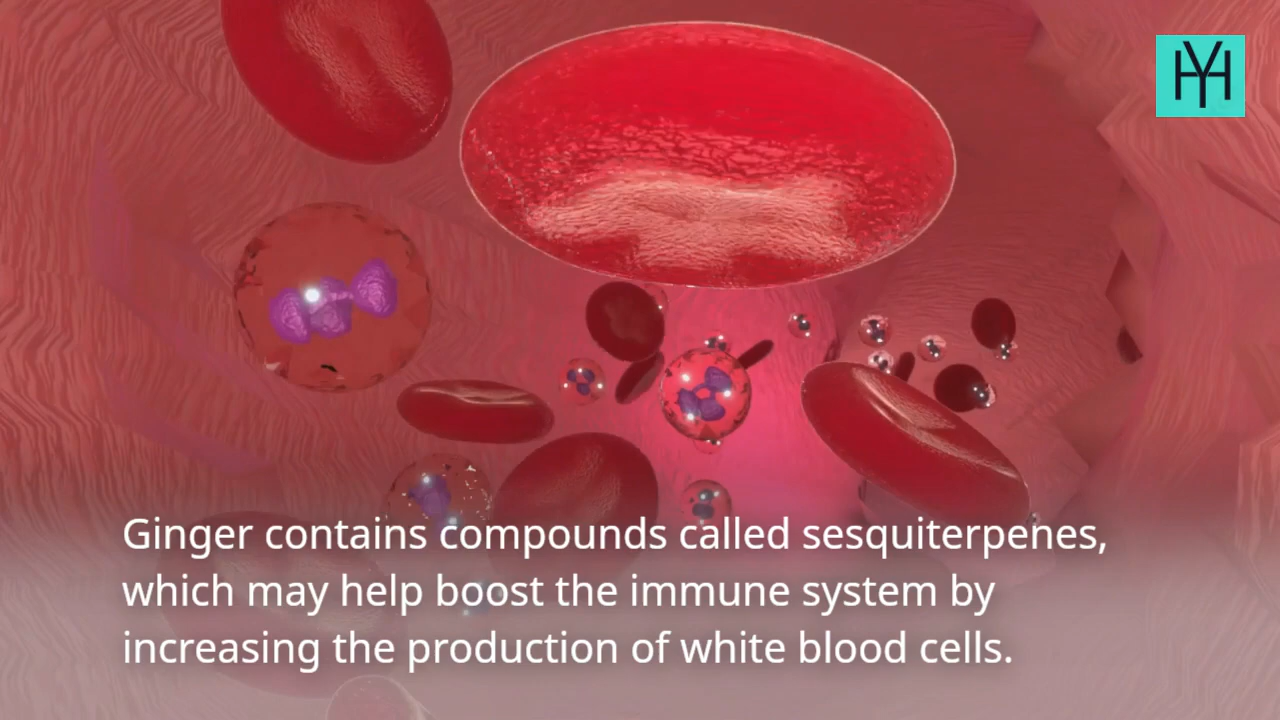 YH
Ginger contains compounds called sesquiterpenes,
which may help boost the immune system by
increasing the production of white blood cells.